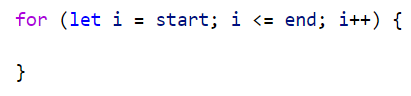 for (let i = start; i <= end; i++) {
}